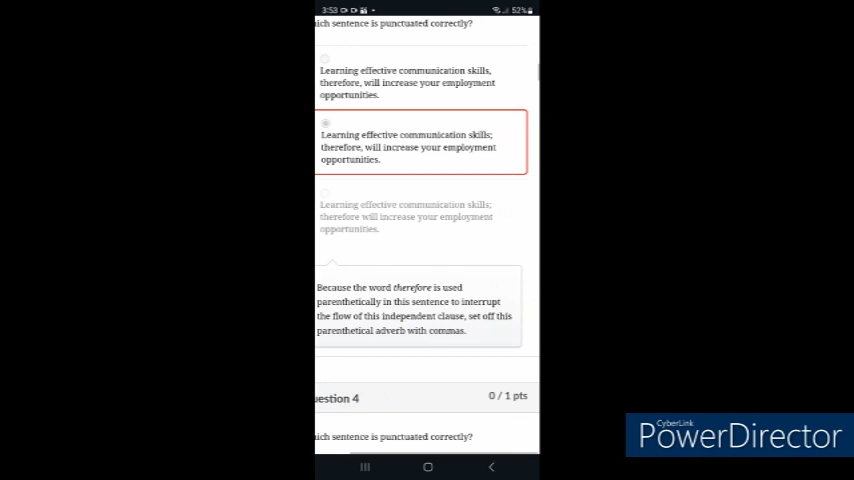 3:53
52%
ich sentence is punctuated correctly?
Learning effective communication skills,
therefore, will increase your employment
opportunities.
Learning effective communication skills;
therefore, will increase your employment
opportunities.
Learning effective communication skills;
therefore will increase your employment
opportunities.
Because the word therefore is used
parenthetically in this sentence to interrupt
the flow of this independent clause, set off this
parenthetical adverb with commas.
uestion 4
0 / 1 pts
ich sentence is punctuated correctly?
CyberLink
PowerDirector